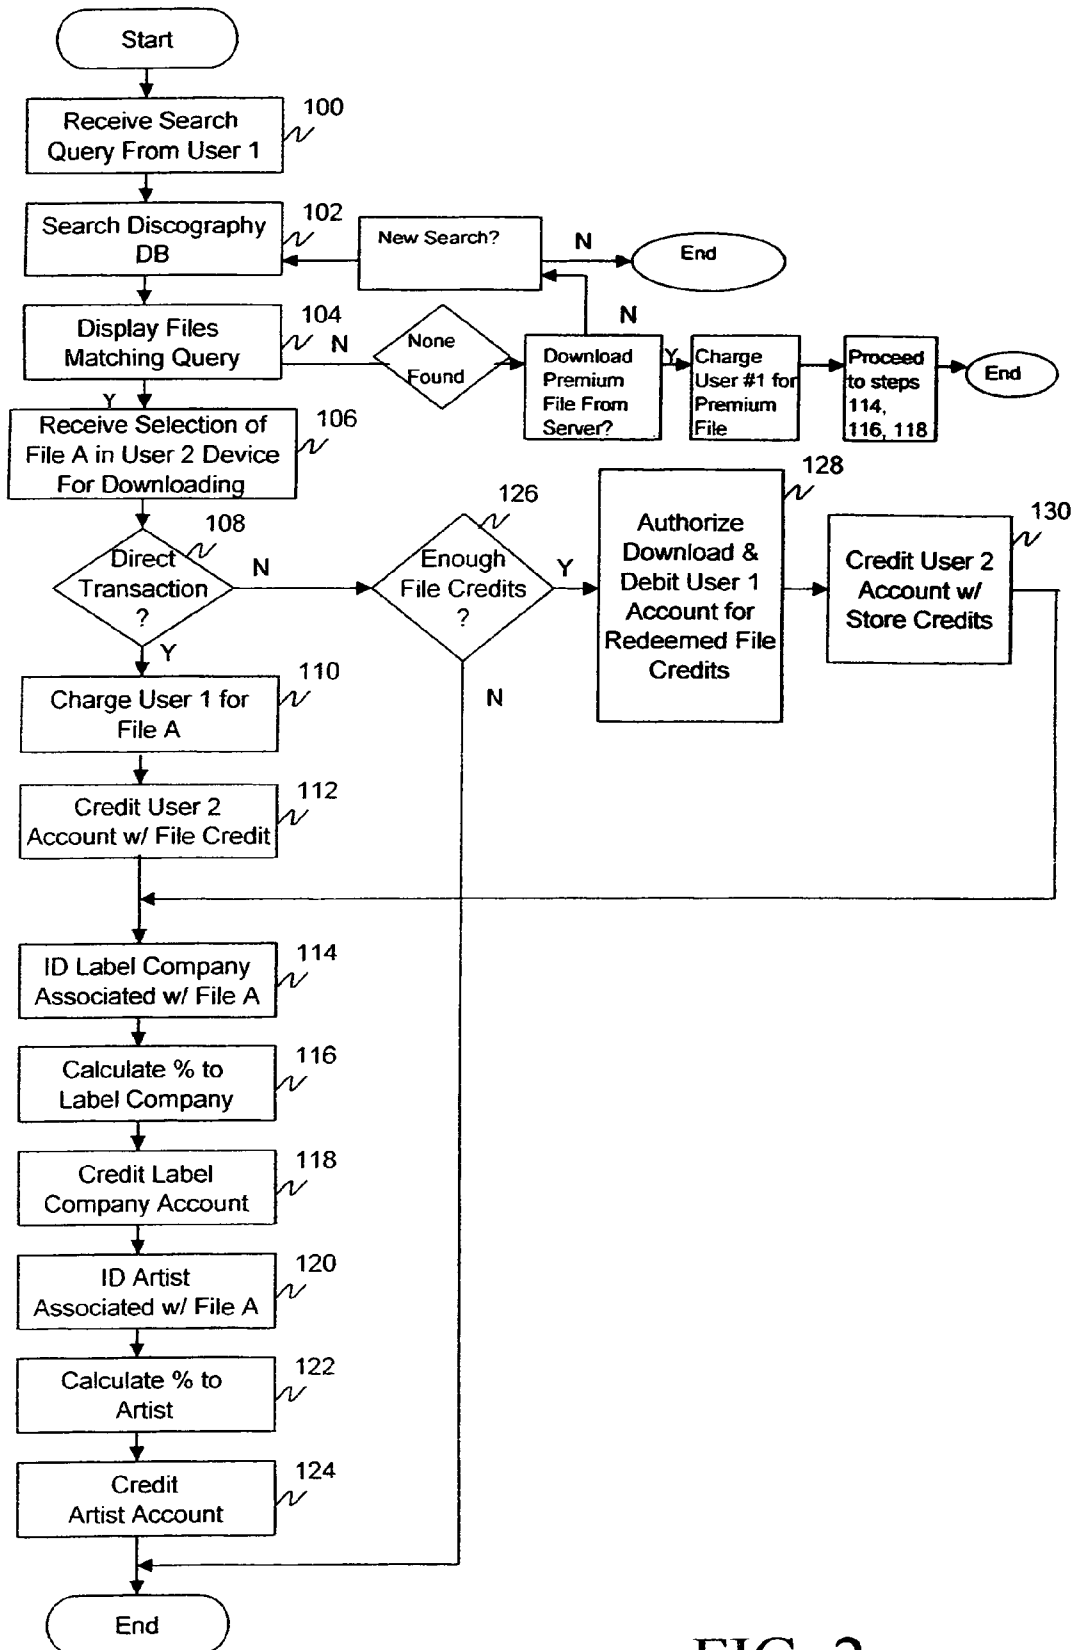 Start
100
Receive Search
Query From User 1
102
Search Discography
DB
New Search?
N
End
104
Display Files
Matching Query
N
None
Found
N
Download
Premium
File From
Server?
Y
Charge
User #1 for
Premium
File
Proceed
to steps
114,
116, 118
End
Y
106
Receive Selection of
File A in User 2 Device
For Downloading
108
Direct
Transaction
?
N
126
Enough
File Credits
?
Y
128
Authorize
Download &
Debit User 1
Account for
Redeemed File
Credits
130
Credit User 2
Account w/
Store Credits
Y
N
110
Charge User 1 for
File A
112
Credit User 2
Account w/ File Credit
114
ID Label Company
Associated w/ File A
116
Calculate % to
Label Company
118
Credit Label
Company Account
120
ID Artist
Associated w/ File A
122
Calculate % to
Artist
124
Credit
Artist Account
End